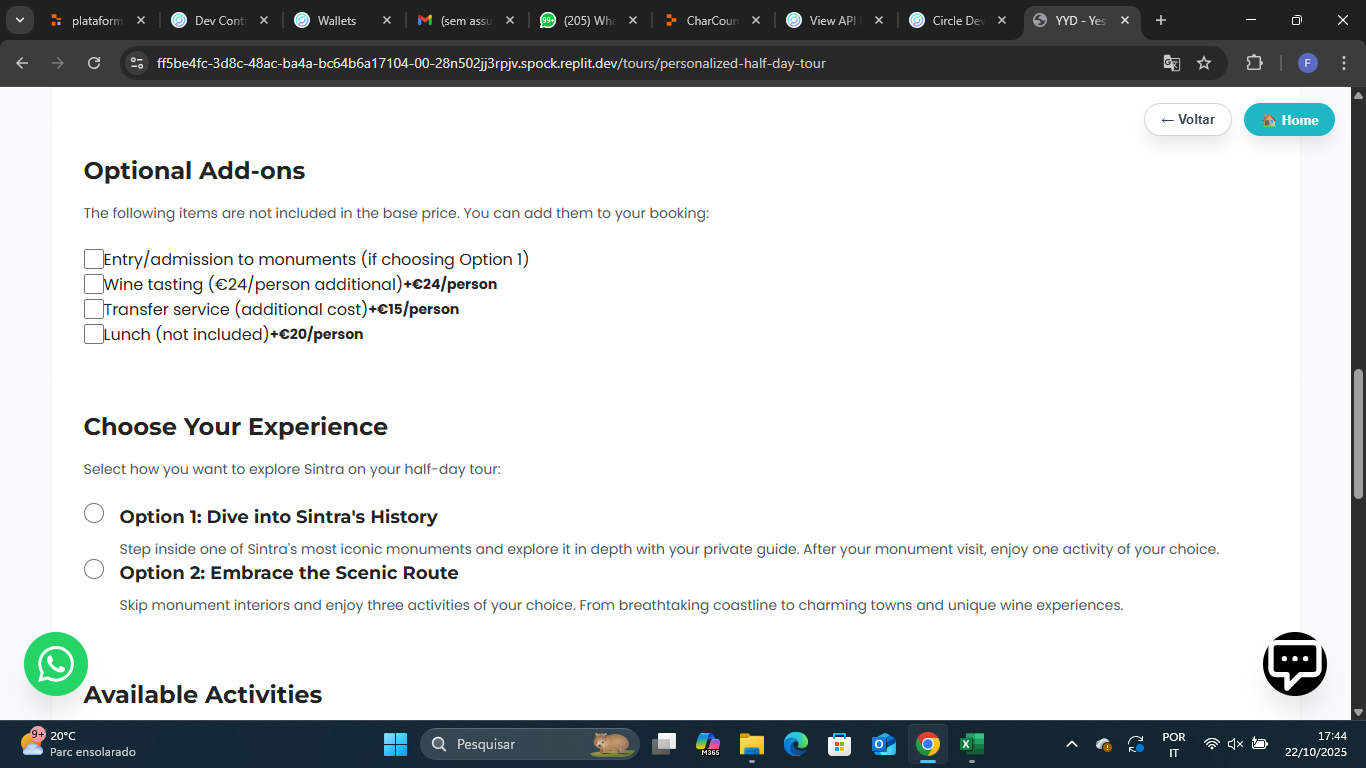 plataform
Dev Cont
Wallets
(sem assu
99+
(205) Wha
CharCoun
View API
Circle Dev
YYD - Yes
ff5be4fc-3d8c-48ac-ba4a-bc64b6a17104-00-28n502jj3rpjv.spock.replit.dev/tours/personalized-half-day-tour
F
← Voltar
Home
Optional Add-ons
The following items are not included in the base price. You can add them to your booking:
Entry/admission to monuments (if choosing Option 1)
Wine tasting (€24/person additional)+€24/person
Transfer service (additional cost)+€15/person
Lunch (not included)+€20/person
Choose Your Experience
Select how you want to explore Sintra on your half-day tour:
Option 1: Dive into Sintra's History
Step inside one of Sintra's most iconic monuments and explore it in depth with your private guide. After your monument visit, enjoy one activity of your choice.
Option 2: Embrace the Scenic Route
Skip monument interiors and enjoy three activities of your choice. From breathtaking coastline to charming towns and unique wine experiences.
Available Activities
9+
20°C
Parc ensolarado
Pesquisar
M365
POR
IT
17:44
22/10/2025